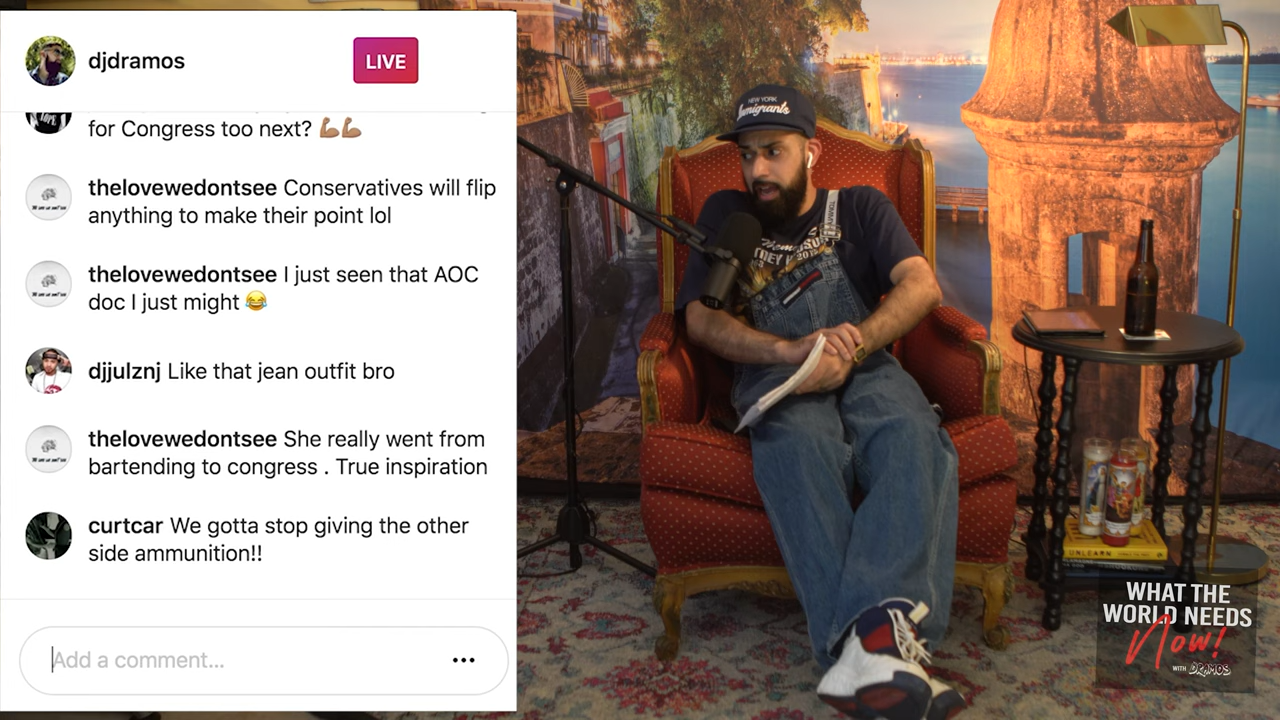 djdramos
LIVE
for Congress too next? 💪🏽💪🏽
thelovewedontsee Conservatives will flip
anything to make their point lol
thelovewedontsee I just seen that AOC
doc I just might 😂
djjulznj Like that jean outfit bro
thelovewedontsee She really went from
bartending to congress . True inspiration
curtcar We gotta stop giving the other
side ammunition!!
Add a comment...
NEW YORK
Immigrants
TOMMY
UNLEARN
WHAT THE
WORLD NEEDS
Now!
WITH DRAMOS